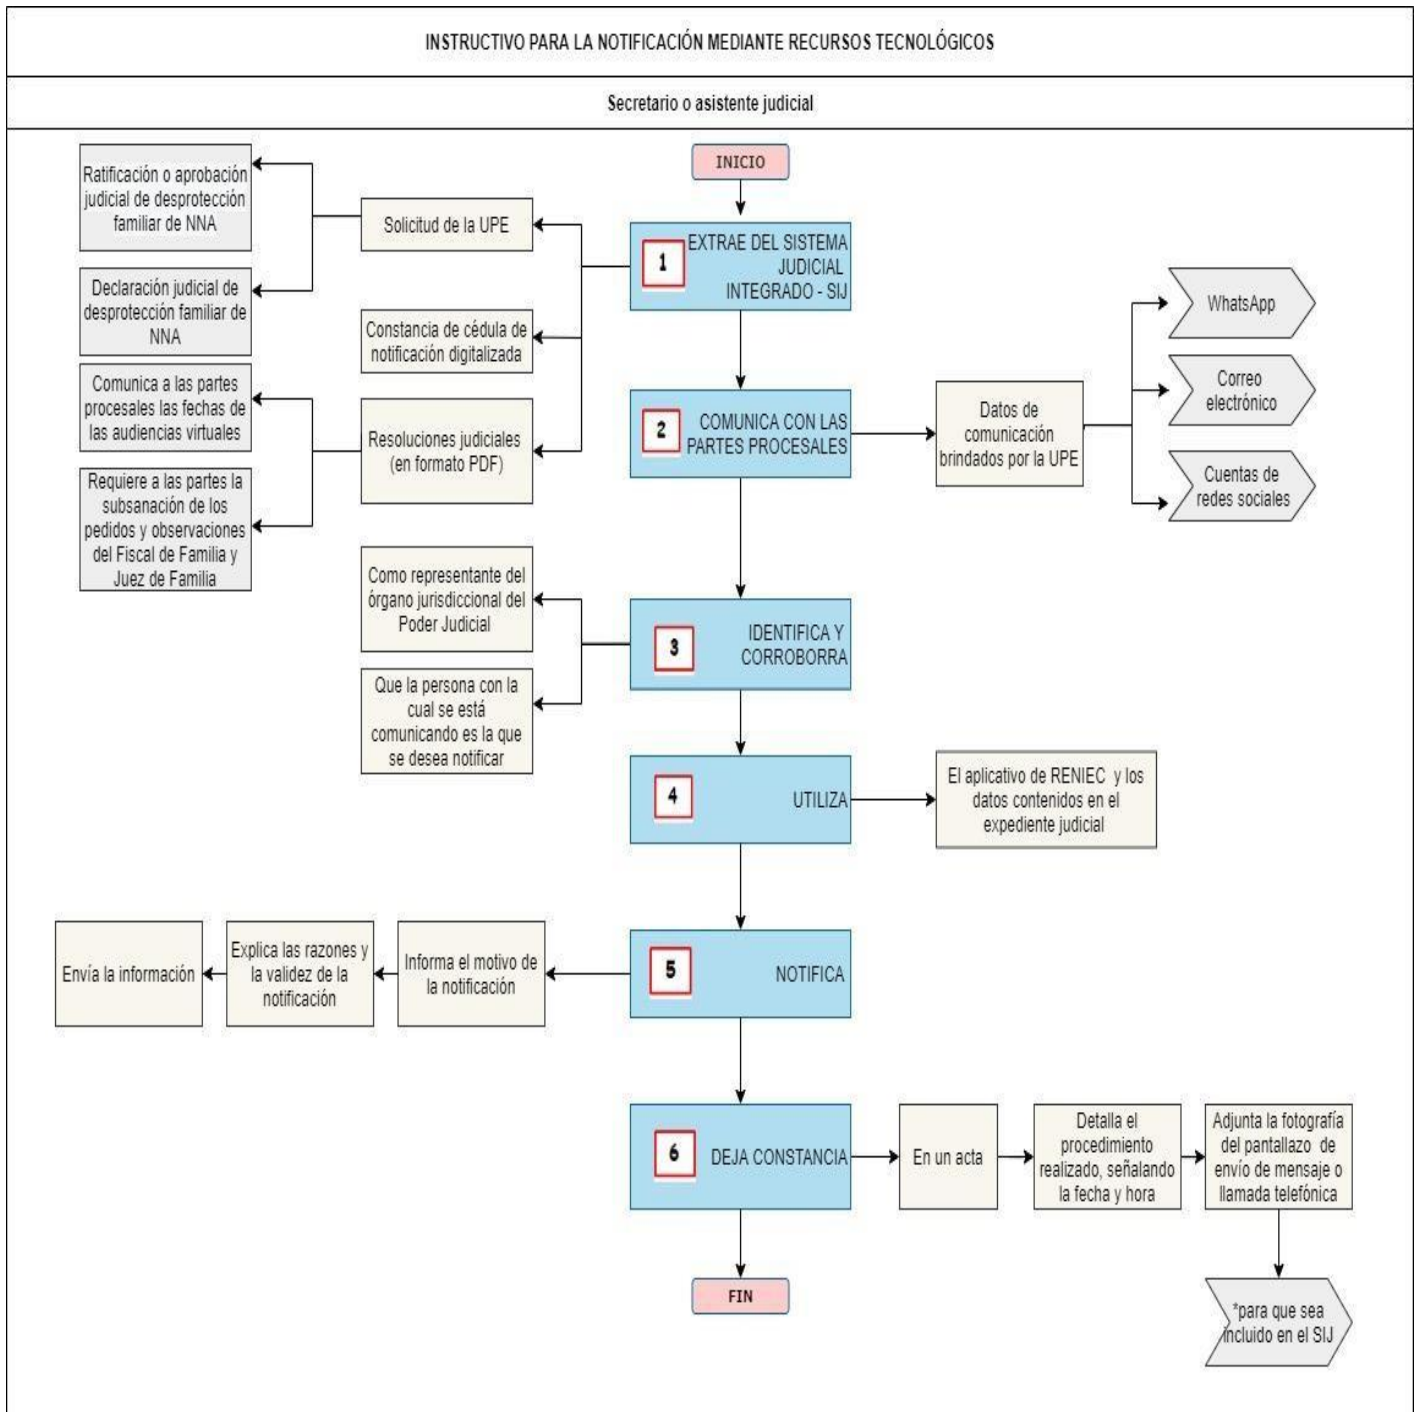 INSTRUCTIVO PARA LA NOTIFICACIÓN MEDIANTE RECURSOS TECNOLÓGICOS
Secretario o asistente judicial
INICIO
1
EXTRAE DEL SISTEMA
JUDICIAL
INTEGRADO - SIJ
Solicitud de la UPE
Ratificación o aprobación
judicial de desprotección
familiar de NNA
Declaración judicial de
desprotección familiar de
NNA
Constancia de cédula de
notificación digitalizada
Resoluciones judiciales
(en formato PDF)
Comunica a las partes
procesales las fechas de
las audiencias virtuales
Requiere a las partes la
subsanación de los
pedidos y observaciones
del Fiscal de Familia y
Juez de Familia
2
COMUNICA CON LAS
PARTES PROCESALES
Datos de
comunicación
brindados por la UPE
WhatsApp
Correo
electrónico
Cuentas de
redes sociales
3
IDENTIFICA Y
CORROBORRA
Como representante del
órgano jurisdiccional del
Poder Judicial
Que la persona con la
cual se está
comunicando es la que
se desea notificar
4
UTILIZA
El aplicativo de RENIEC y los
datos contenidos en el
expediente judicial
5
NOTIFICA
Informa el motivo de
la notificación
Explica las razones y
la validez de la
notificación
Envía la información
6
DEJA CONSTANCIA
En un acta
Detalla el
procedimiento
realizado, señalando
la fecha y hora
Adjunta la fotografía
del pantallazo de
envío de mensaje o
llamada telefónica
*para que sea
incluido en el SIJ
FIN